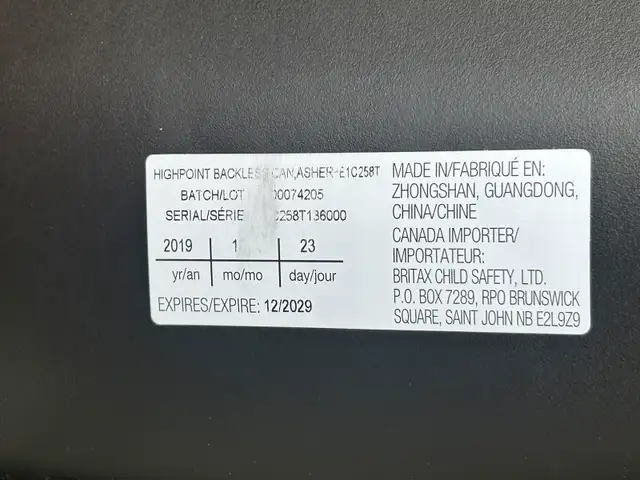 HIGHPOINT BACKLESS CAN,ASHER-E1C258T
BATCH/LOT 00074205
SERIAL/SÉRIE C258T136000
2019 1 23
yr/an mo/mo day/jour
EXPIRES/EXPIRE: 12/2029
MADE IN/FABRIQUÉ EN:
ZHONGSHAN, GUANGDONG,
CHINA/CHINE
CANADA IMPORTER/
IMPORTATEUR:
BRITAX CHILD SAFETY, LTD.
P.O. BOX 7289, RPO BRUNSWICK
SQUARE, SAINT JOHN NB E2L9Z9